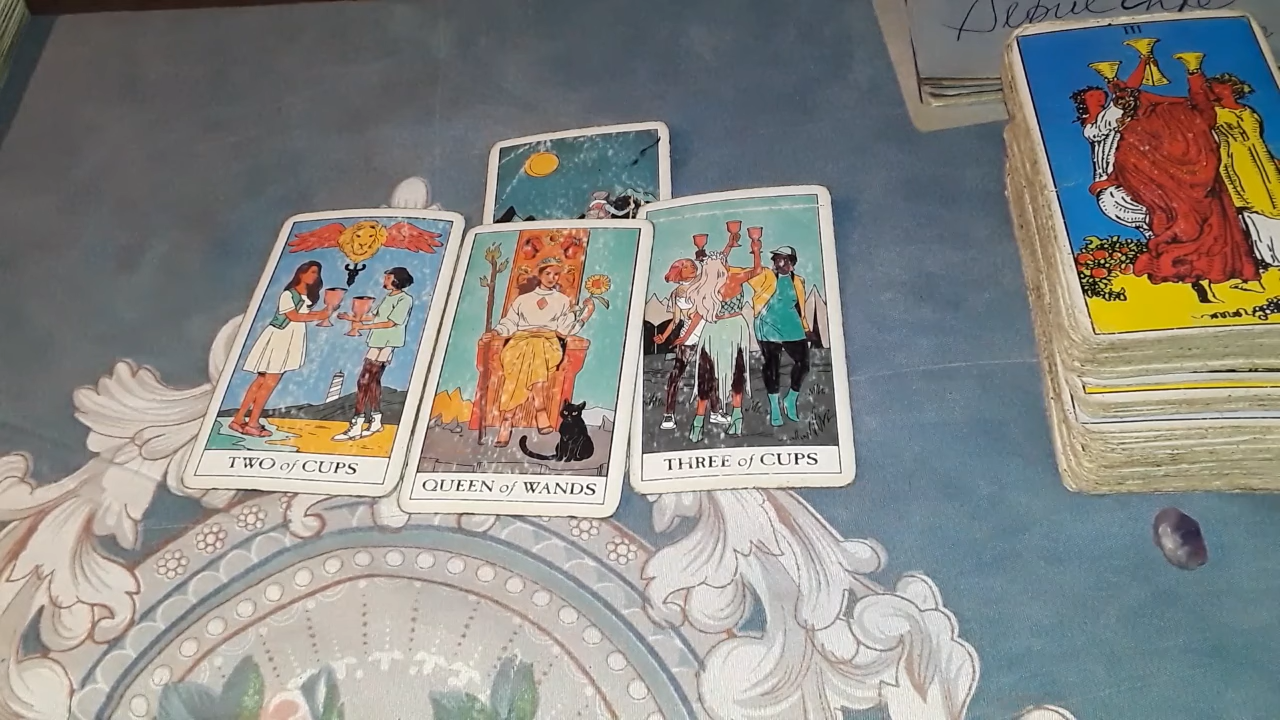 III
TWO of CUPS
QUEEN of WANDS
THREE of CUPS